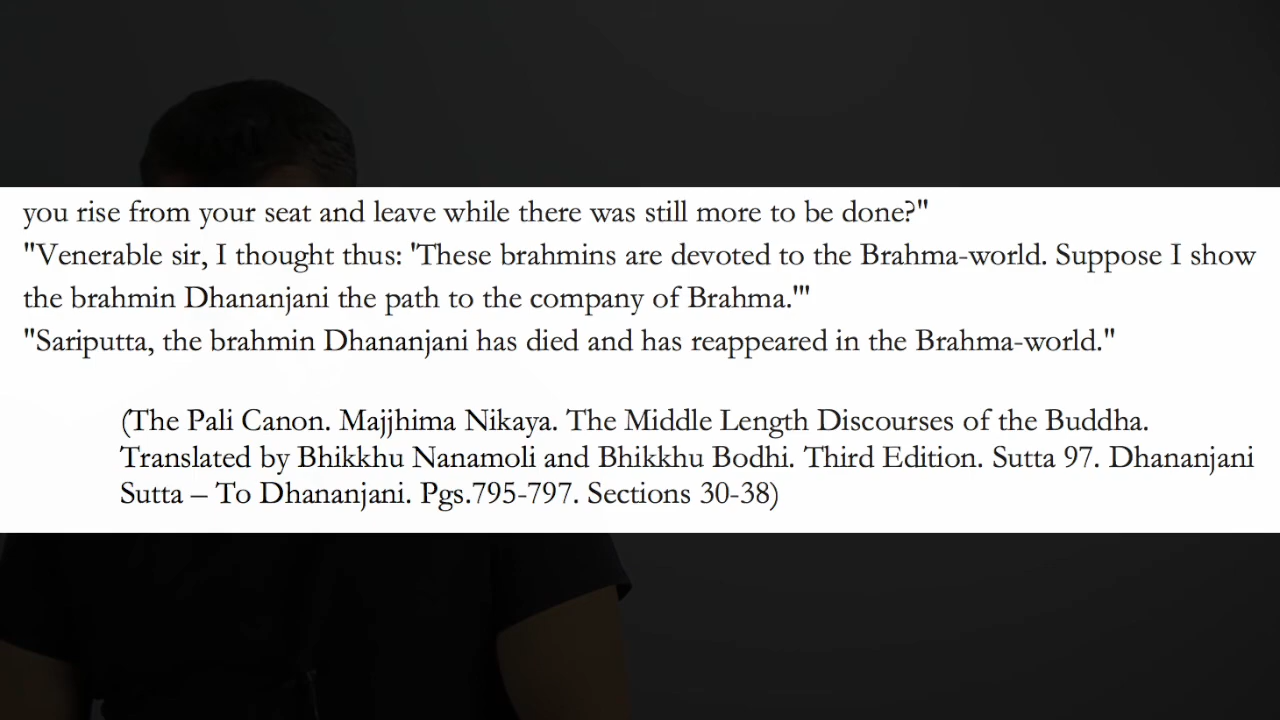 you rise from your seat and leave while there was still more to be done?"
"Venerable sir, I thought thus: 'These brahmins are devoted to the Brahma-world. Suppose I show
the brahmin Dhananjani the path to the company of Brahma.'"
"Sariputta, the brahmin Dhananjani has died and has reappeared in the Brahma-world."
(The Pali Canon. Majjhima Nikaya. The Middle Length Discourses of the Buddha.
Translated by Bhikkhu Nanamoli and Bhikkhu Bodhi. Third Edition. Sutta 97. Dhananjani
Sutta – To Dhananjani. Pgs.795-797. Sections 30-38)